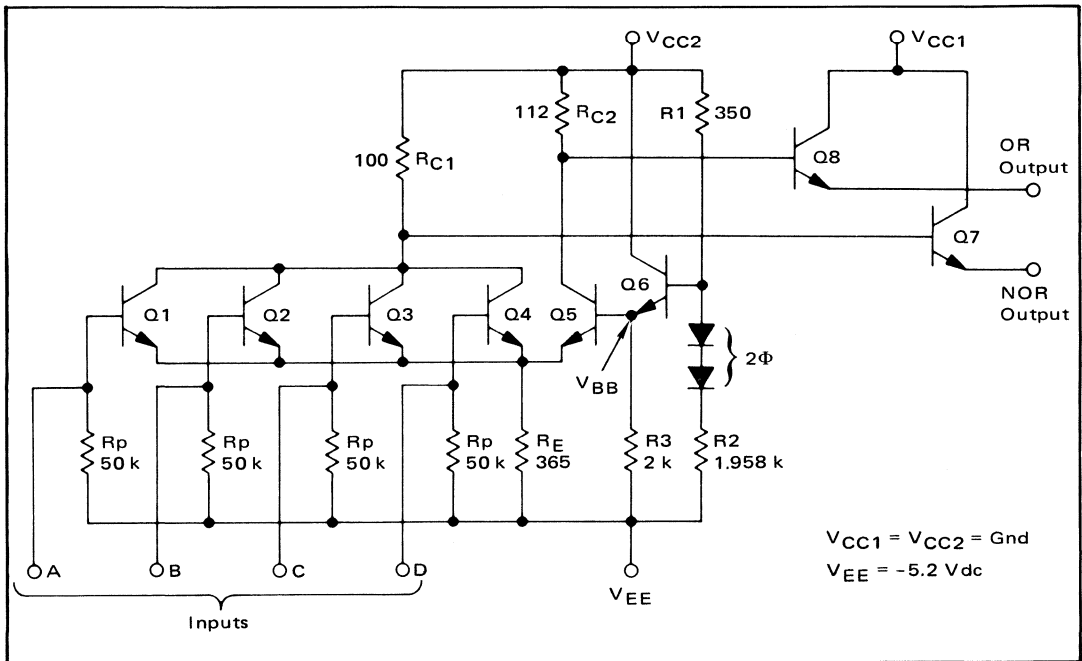 VCC2
VCC1
112 RC2
R1 350
100 RC1
Q8
OR
Output
Q7
NOR
Output
Q6
Q1
Q2
Q3
Q4
Q5
2Φ
VBB
Rp
50 k
Rp
50 k
Rp
50 k
Rp
50 k
RE
365
R3
2 k
R2
1.958 k
VCC1 = VCC2 = Gnd
VEE = -5.2 Vdc
A
B
C
D
VEE
Inputs